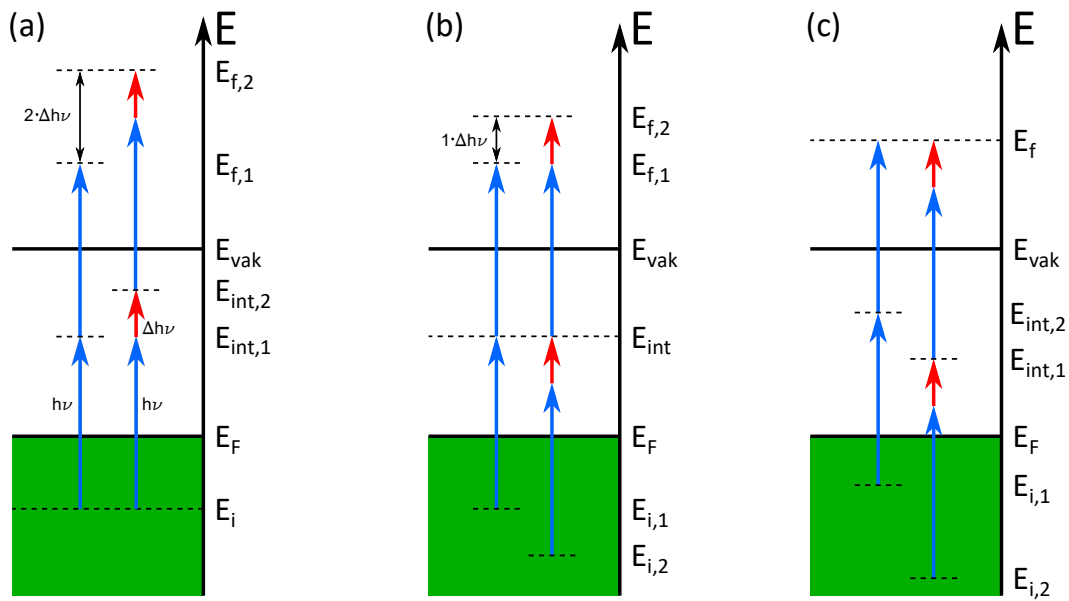 (a)
E
E_f,2
2·Δhν
E_f,1
E_vak
E_int,2
Δhν
E_int,1
hν
hν
E_F
E_i
(b)
E
E_f,2
1·Δhν
E_f,1
E_vak
E_int
E_F
E_i,1
E_i,2
(c)
E
E_f
E_vak
E_int,2
E_int,1
E_F
E_i,1
E_i,2